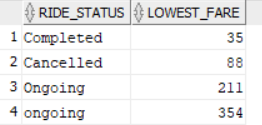 RIDE_STATUS LOWEST_FARE
1 Completed 35
2 Cancelled 88
3 Ongoing 211
4 ongoing 354